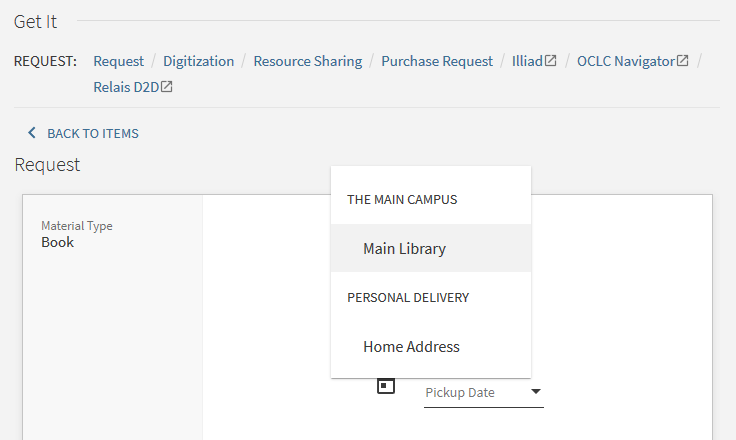 Get It
REQUEST: Request / Digitization / Resource Sharing / Purchase Request / Illiad / OCLC Navigator /
Relais D2D
BACK TO ITEMS
Request
Material Type
Book
THE MAIN CAMPUS
Main Library
PERSONAL DELIVERY
Home Address
Pickup Date